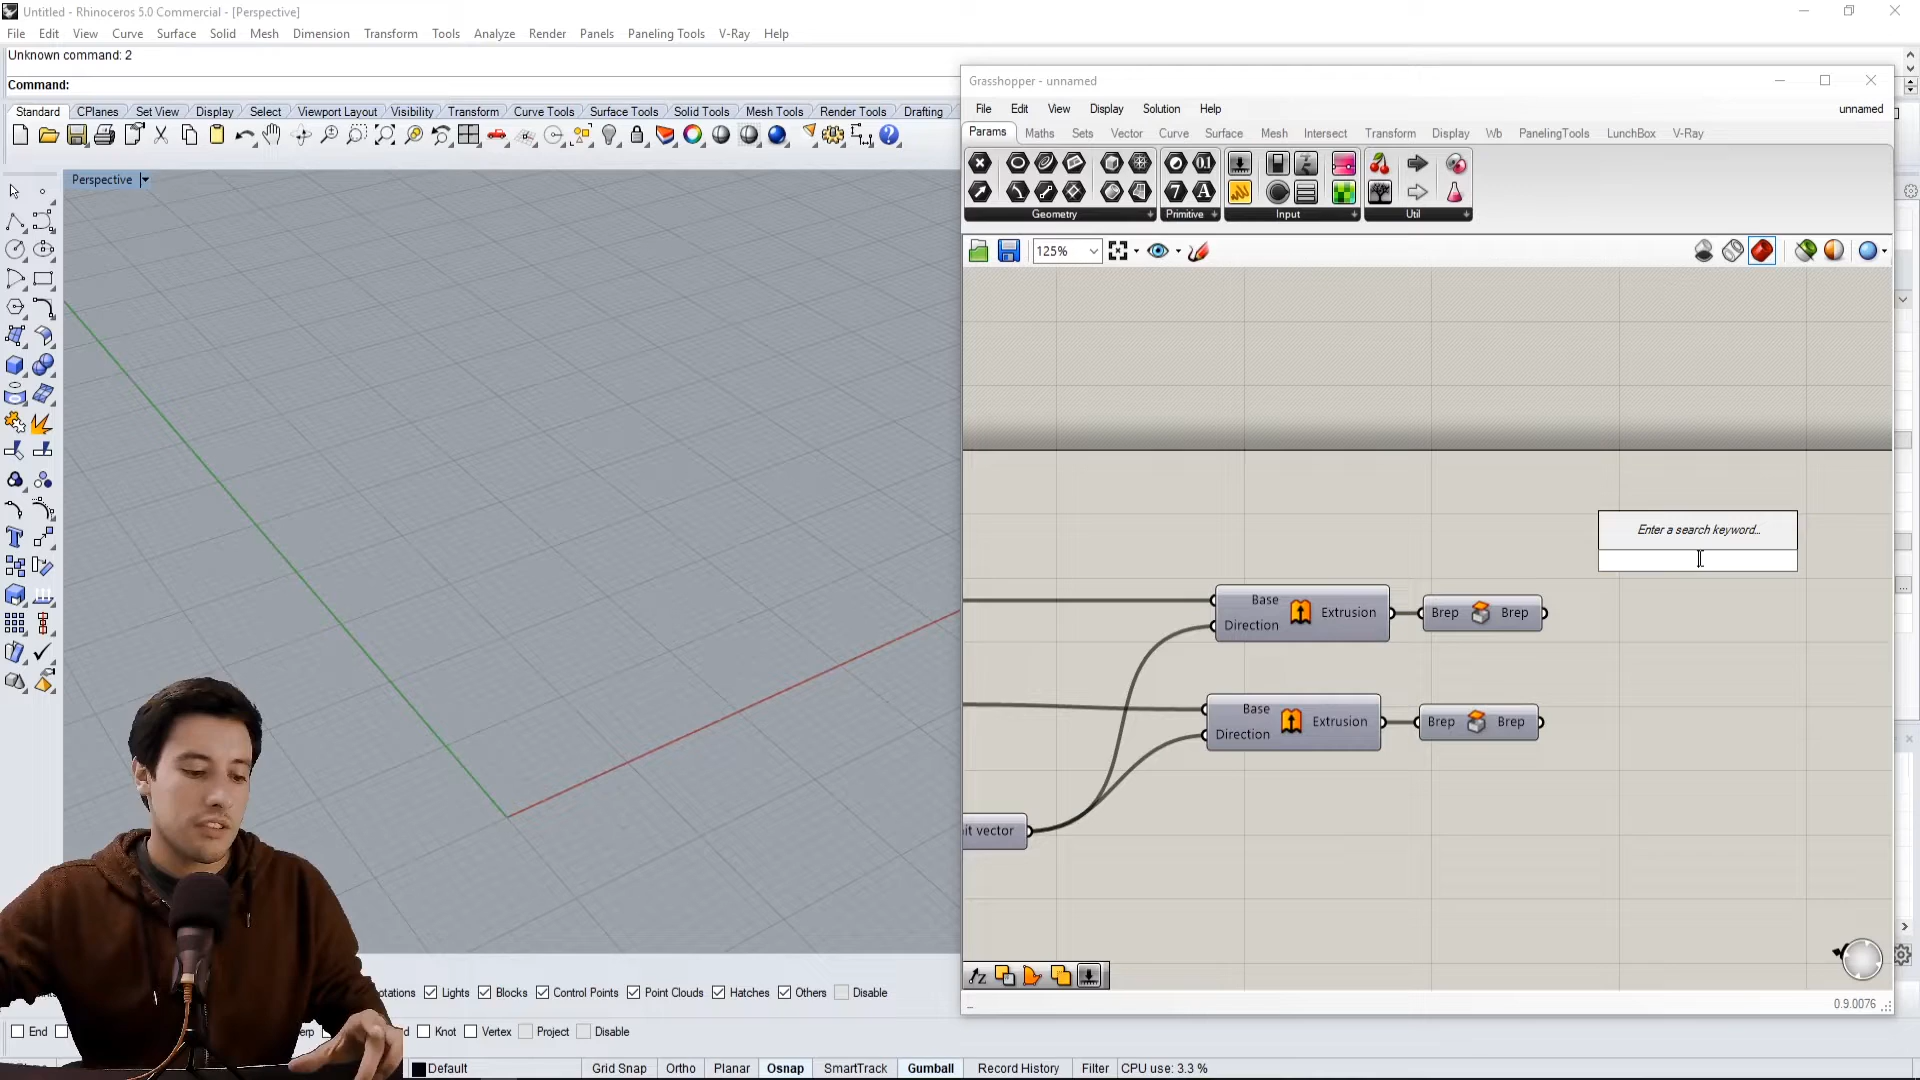 Untitled - Rhinoceros 5.0 Commercial - [Perspective]
File Edit View Curve Surface Solid Mesh Dimension Transform Tools Analyze Render Panels Paneling Tools V-Ray Help
Unknown command: 2
Command:
Standard CPlanes Set View Display Select Viewport Layout Visibility Transform Curve Tools Surface Tools Solid Tools Mesh Tools Render Tools Drafting
Perspective
Grasshopper - unnamed
File Edit View Display Solution Help unnamed
Params Maths Sets Vector Curve Surface Mesh Intersect Transform Display Wb PanelingTools LunchBox V-Ray
Geometry Primitive Input Util
125%
Enter a search keyword...
Base
Direction
Extrusion
Brep Brep
Base
Direction
Extrusion
Brep Brep
it vector
0.9.0076
otations Lights Blocks Control Points Point Clouds Hatches Others Disable
End erp d Knot Vertex Project Disable
Default Grid Snap Ortho Planar Osnap SmartTrack Gumball Record History Filter CPU use: 3.3 %